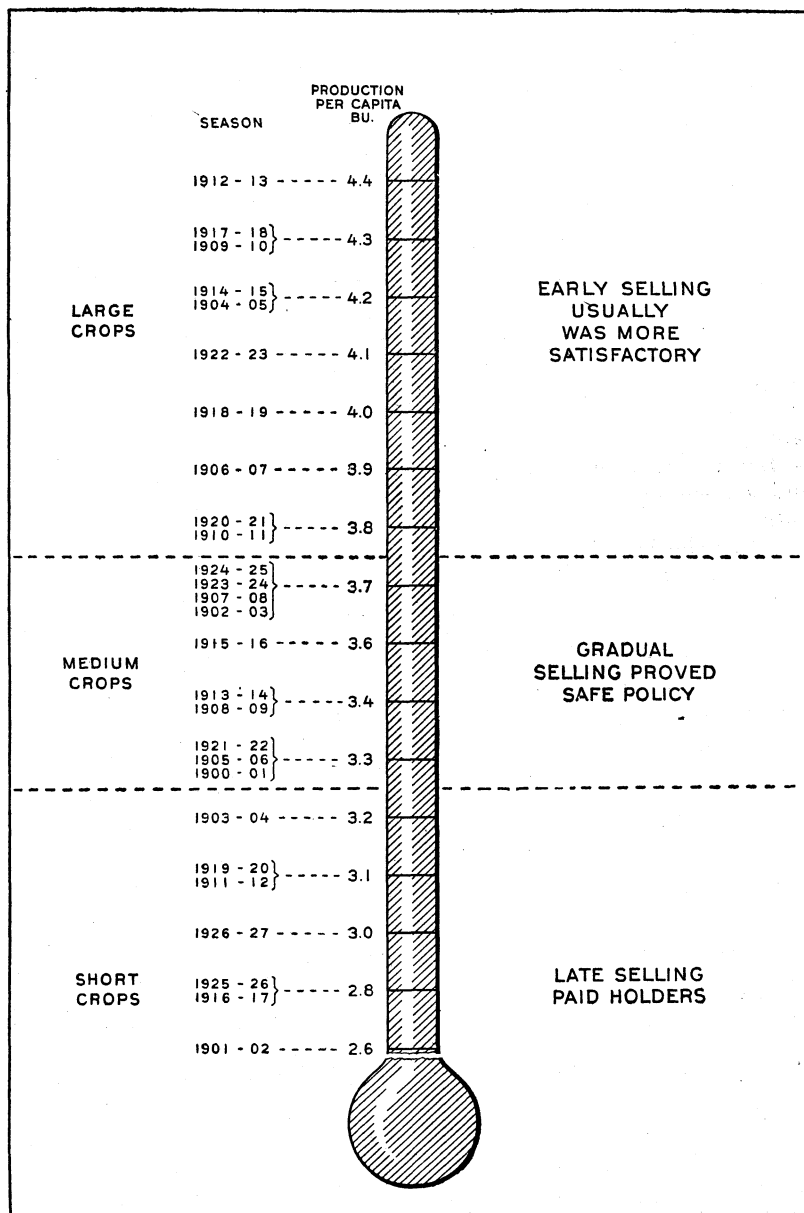 PRODUCTION
PER CAPITA
BU.
SEASON
1912 - 13 ----- 4.4
1917 - 18
1909 - 10 } ----- 4.3
1914 - 15
1904 - 05 } ----- 4.2
LARGE
CROPS
EARLY SELLING
USUALLY
WAS MORE
SATISFACTORY
1922 - 23 ----- 4.1
1918 - 19 ----- 4.0
1906 - 07 ----- 3.9
1920 - 21
1910 - 11 } ----- 3.8
1924 - 25
1923 - 24
1907 - 08
1902 - 03 } ----- 3.7
1915 - 16 ----- 3.6
MEDIUM
CROPS
GRADUAL
SELLING PROVED
SAFE POLICY
1913 - 14
1908 - 09 } ----- 3.4
1921 - 22
1905 - 06
1900 - 01 } ----- 3.3
1903 - 04 ----- 3.2
1919 - 20
1911 - 12 } ----- 3.1
1926 - 27 ----- 3.0
SHORT
CROPS
LATE SELLING
PAID HOLDERS
1925 - 26
1916 - 17 } ----- 2.8
1901 - 02 ----- 2.6